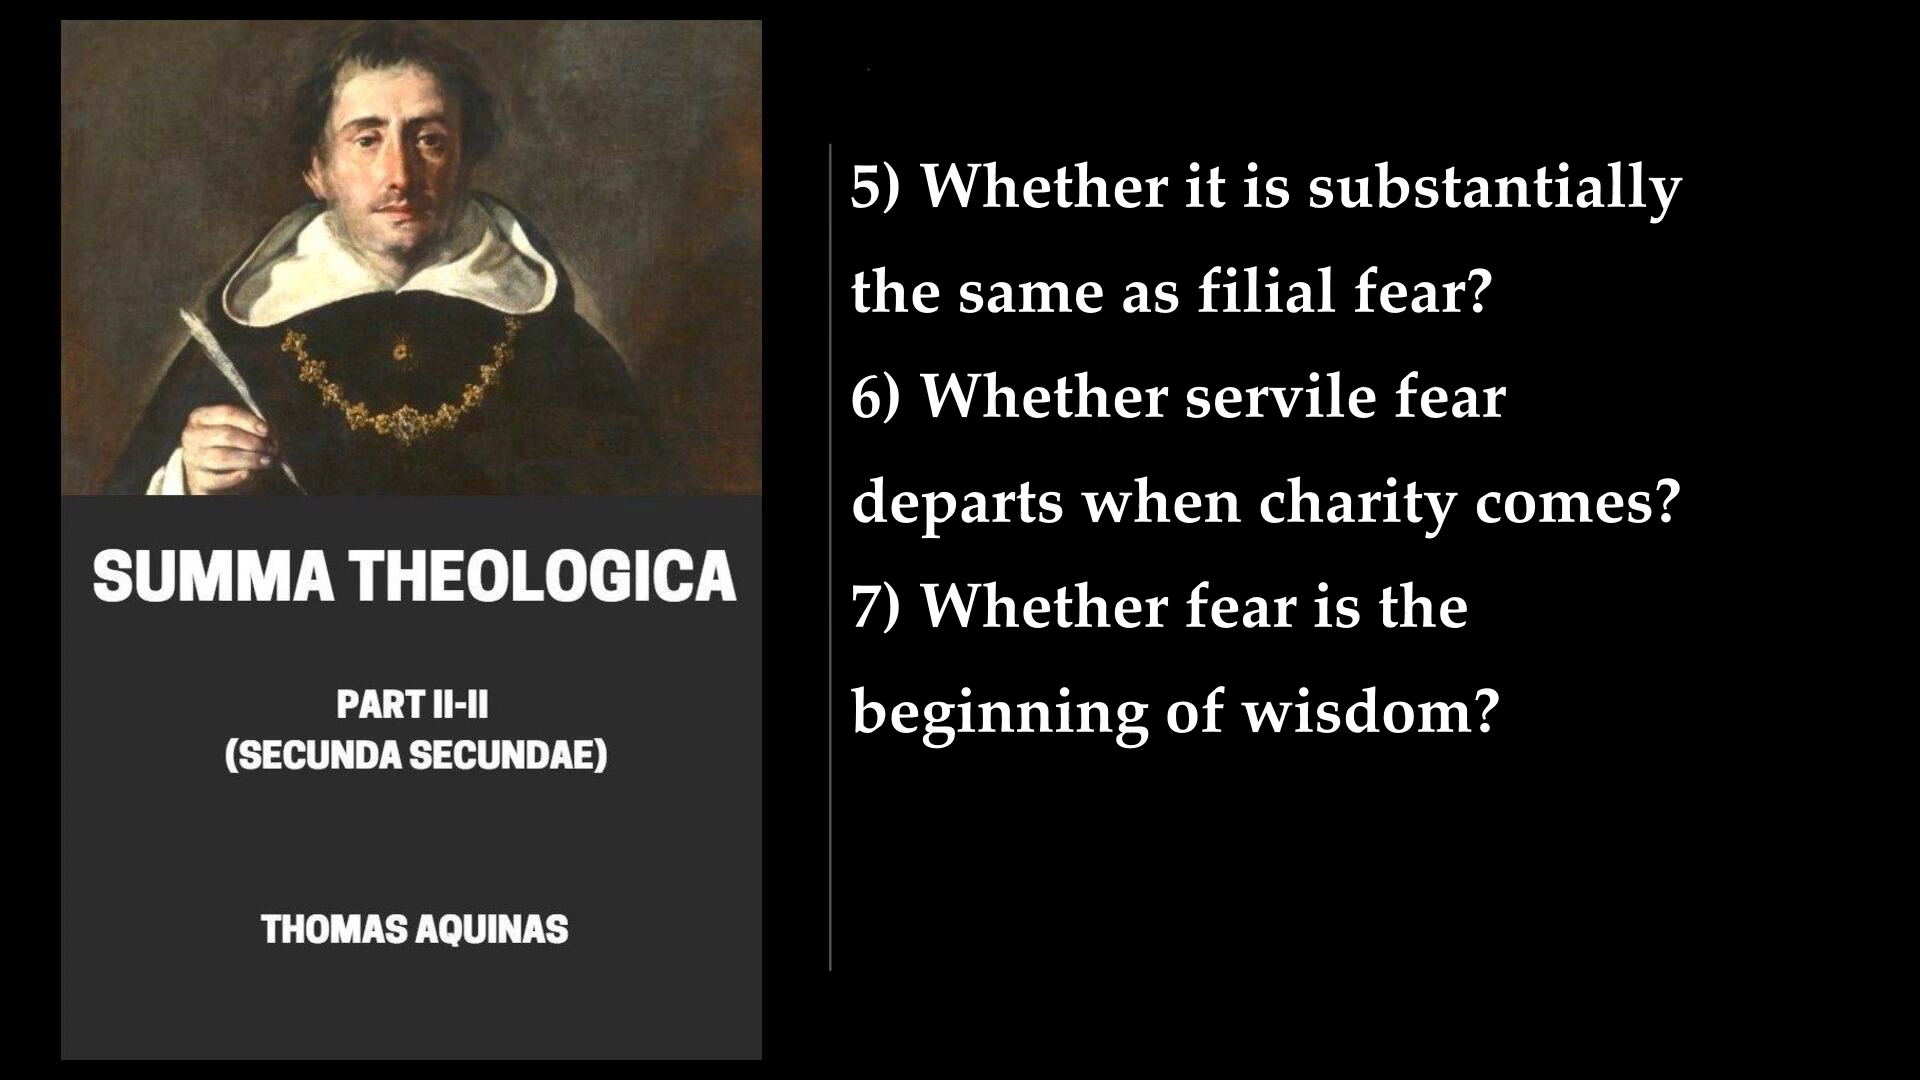 SUMMA THEOLOGICA
PART II-II
(SECUNDA SECUNDAE)
THOMAS AQUINAS
5) Whether it is substantially
the same as filial fear?
6) Whether servile fear
departs when charity comes?
7) Whether fear is the
beginning of wisdom?